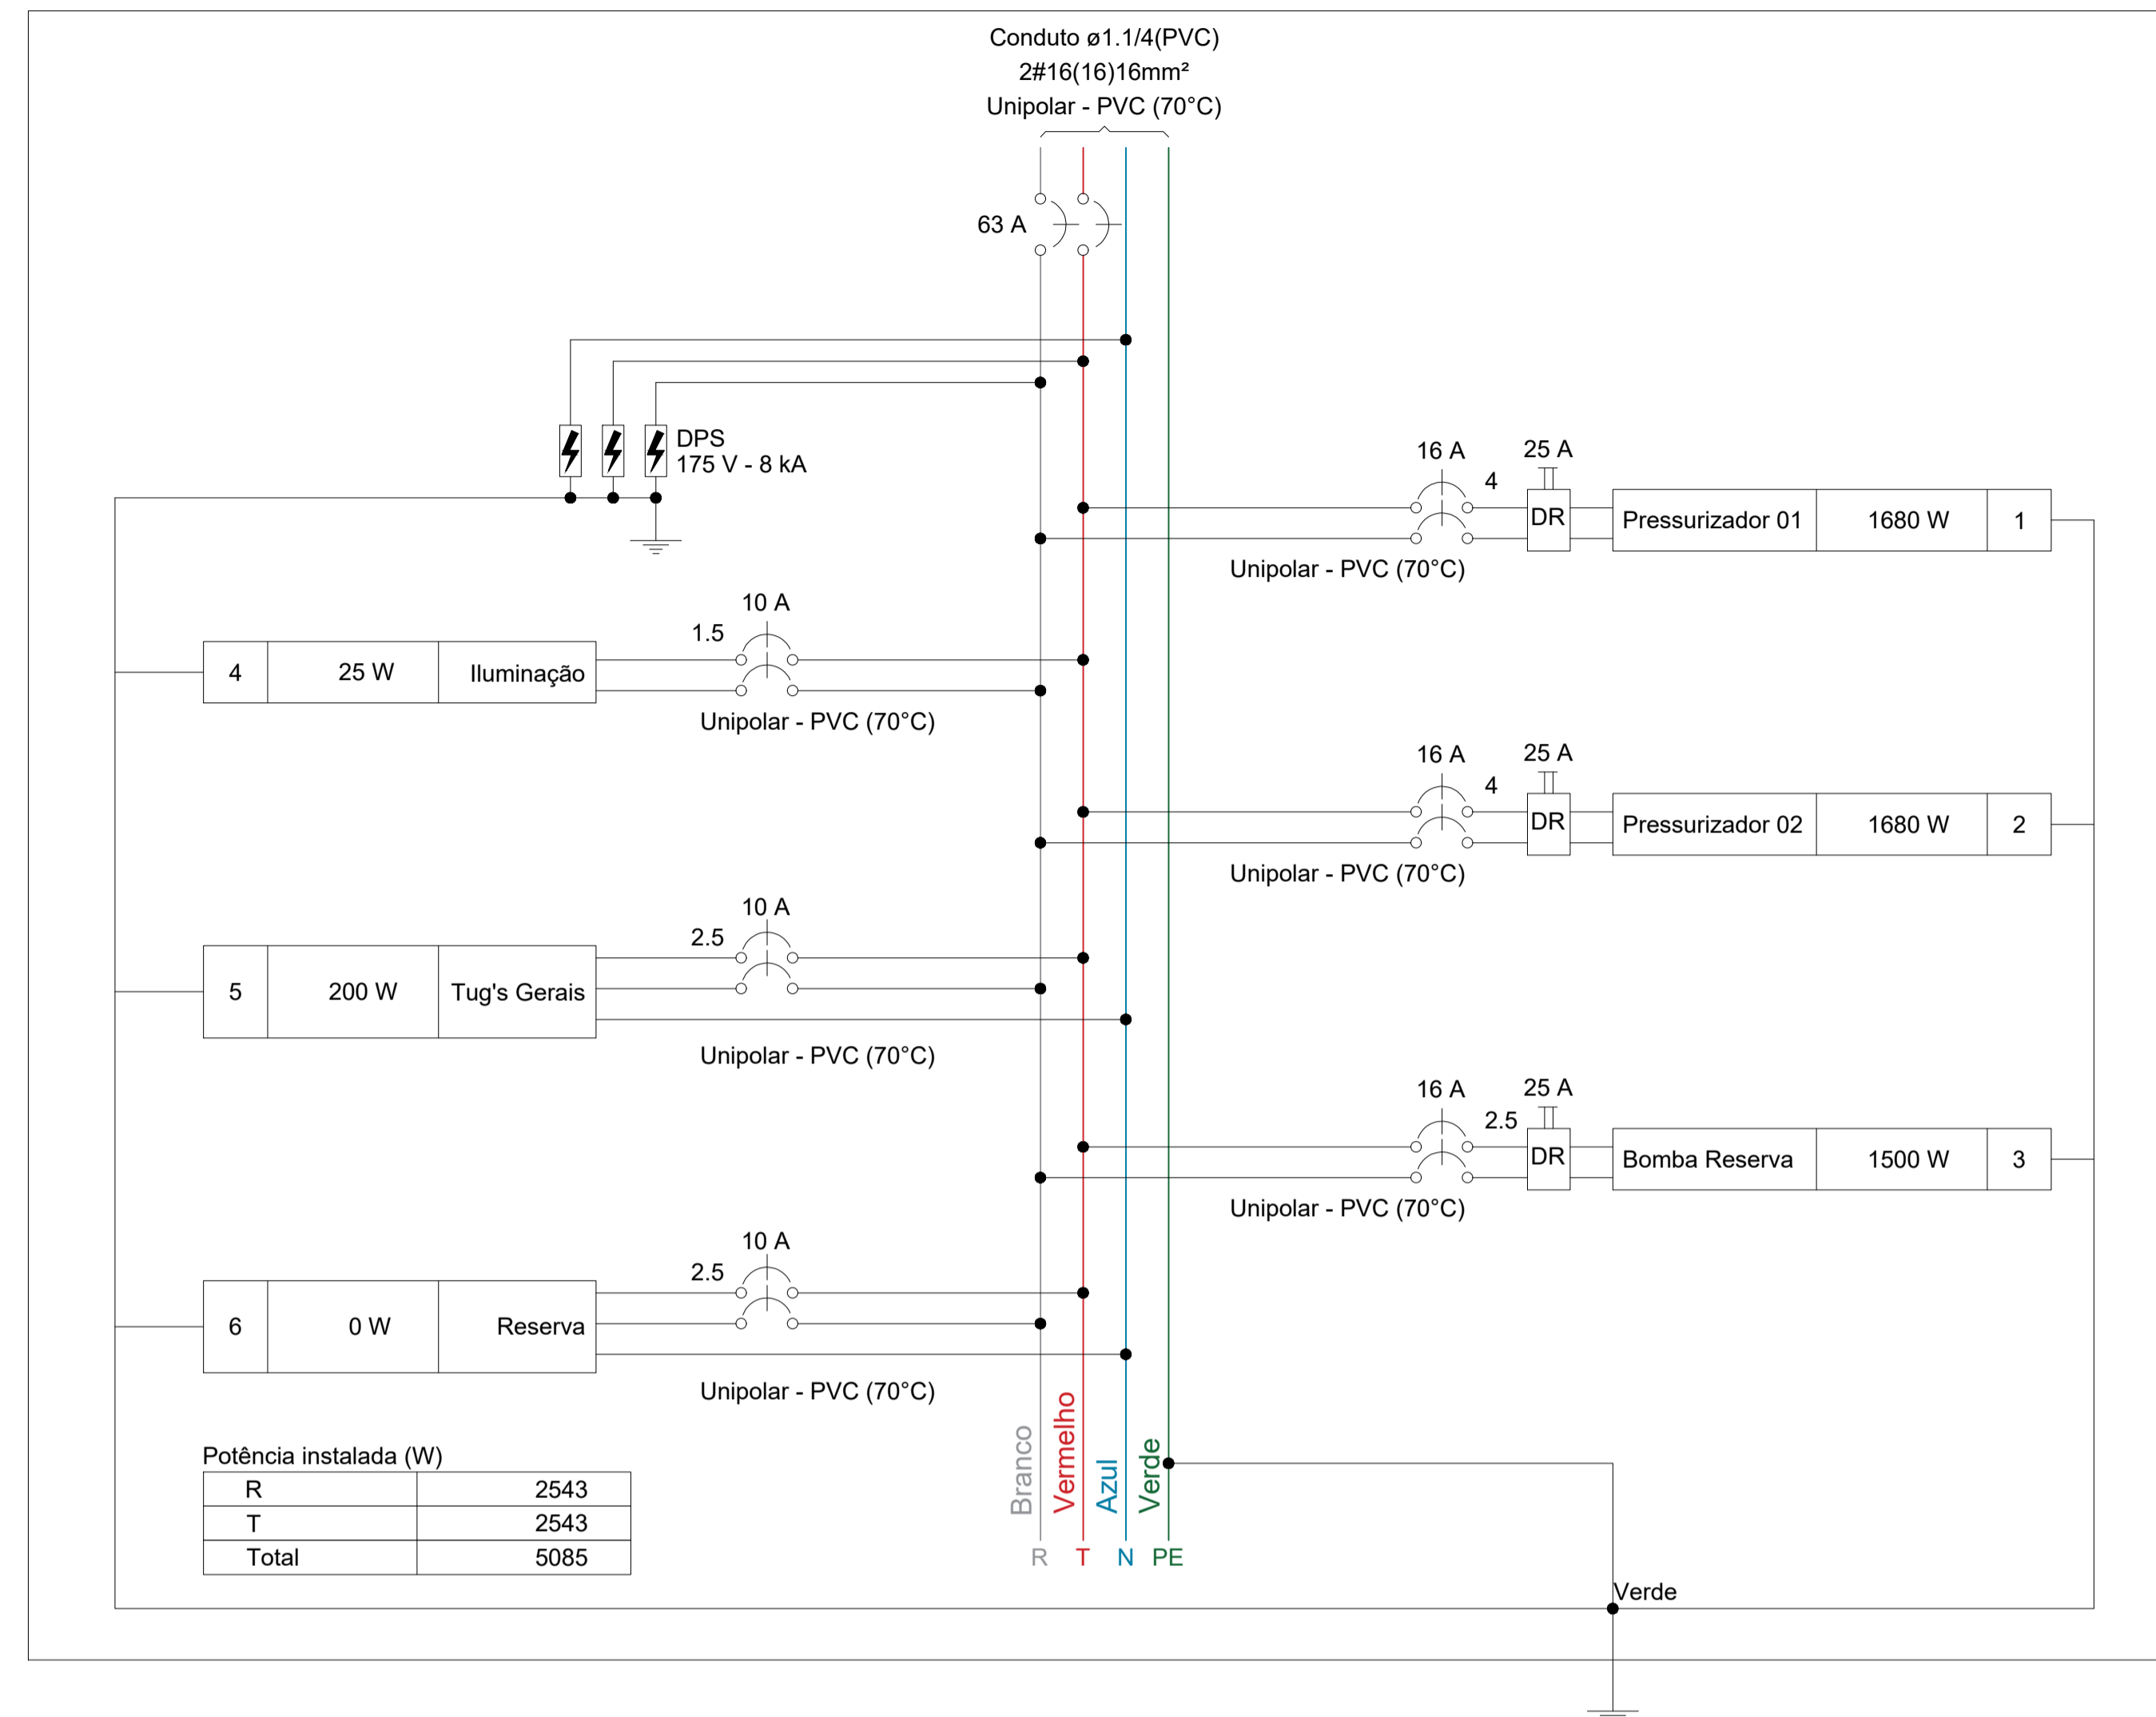 Conduto ø1.1/4(PVC)
2#16(16)16mm²
Unipolar - PVC (70°C)
63 A
DPS
175 V - 8 kA
16 A
25 A
4
DR
Pressurizador 01
1680 W
1
Unipolar - PVC (70°C)
10 A
1.5
4
25 W
Iluminação
Unipolar - PVC (70°C)
16 A
25 A
4
DR
Pressurizador 02
1680 W
2
Unipolar - PVC (70°C)
10 A
2.5
5
200 W
Tug's Gerais
Unipolar - PVC (70°C)
16 A
25 A
2.5
DR
Bomba Reserva
1500 W
3
Unipolar - PVC (70°C)
10 A
2.5
6
0 W
Reserva
Unipolar - PVC (70°C)
Potência instalada (W)
R 2543
T 2543
Total 5085
Branco
Vermelho
Azul
Verde
R T N PE
Verde